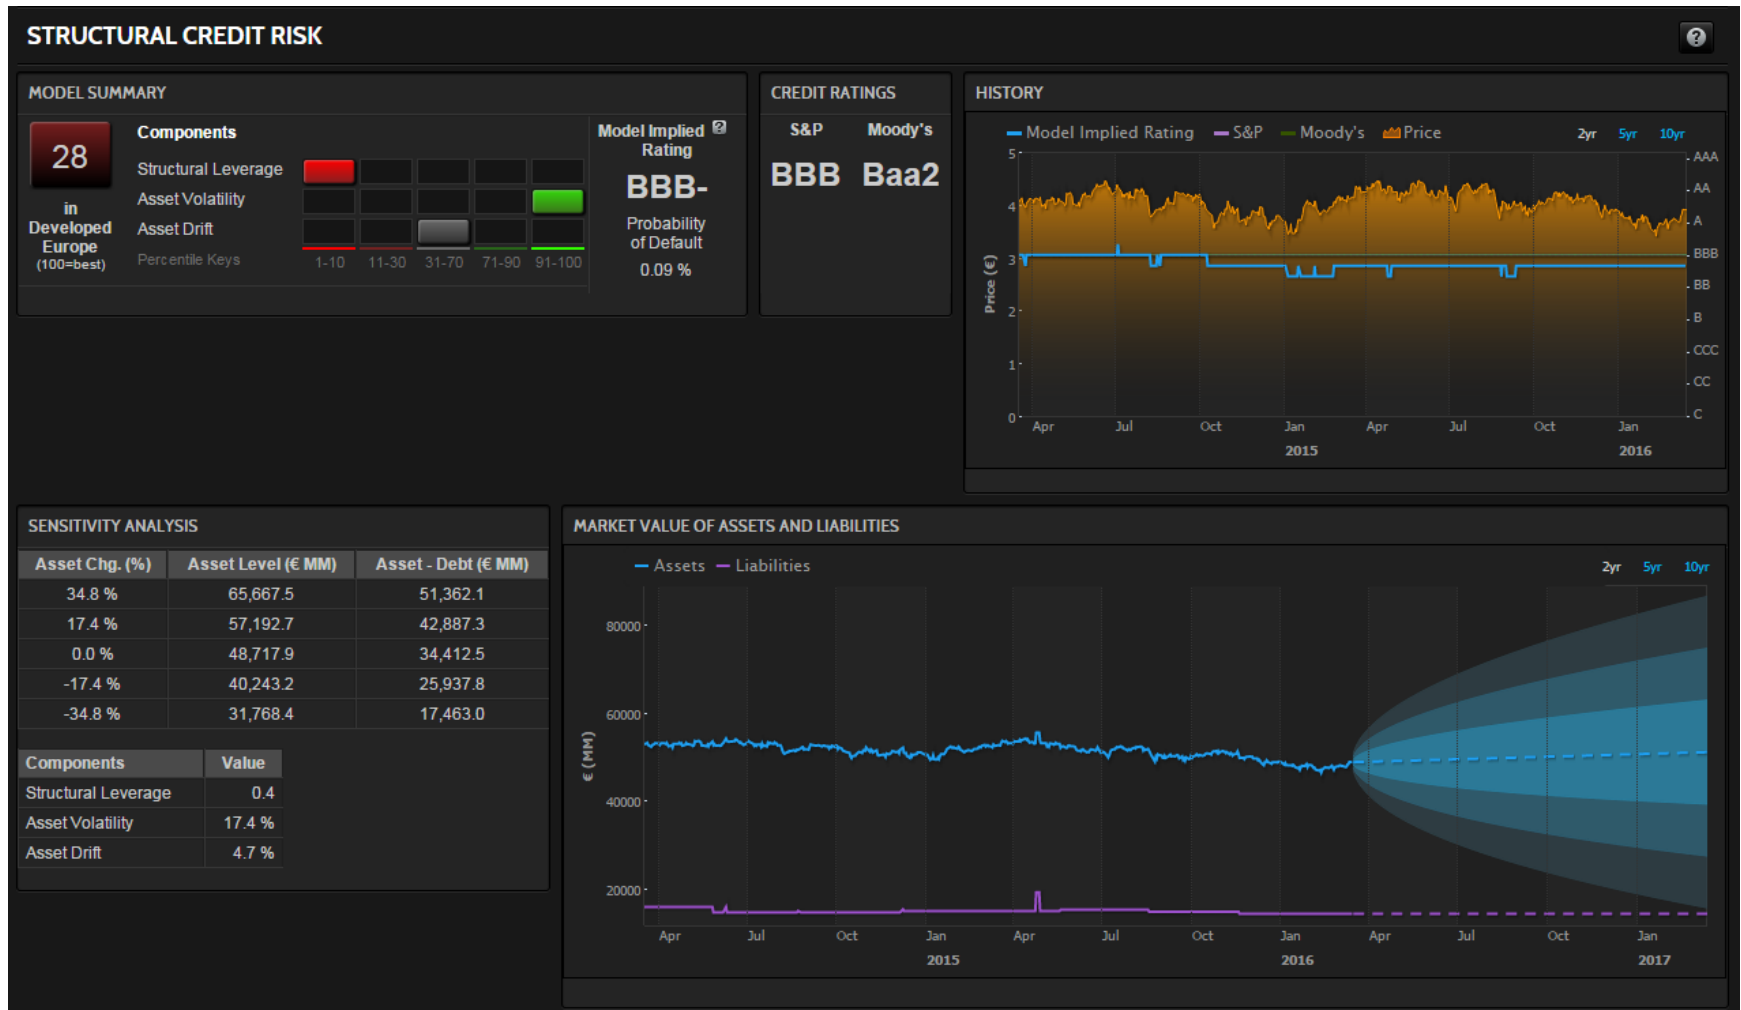 STRUCTURAL CREDIT RISK
?
MODEL SUMMARY
28
in
Developed
Europe
(100=best)
Components
Structural Leverage
Asset Volatility
Asset Drift
Percentile Keys 1-10 11-30 31-70 71-90 91-100
Model Implied ?
Rating
BBB-
Probability
of Default
0.09 %
CREDIT RATINGS
S&P Moody's
BBB Baa2
HISTORY
Model Implied Rating S&P Moody's Price 2yr 5yr 10yr
Price (€)
5
4
3
2
1
0
AAA
AA
A
BBB
BB
B
CCC
CC
C
Apr Jul Oct Jan Apr Jul Oct Jan
2015 2016
SENSITIVITY ANALYSIS
Asset Chg. (%) Asset Level (€ MM) Asset - Debt (€ MM)
34.8 % 65,667.5 51,362.1
17.4 % 57,192.7 42,887.3
0.0 % 48,717.9 34,412.5
-17.4 % 40,243.2 25,937.8
-34.8 % 31,768.4 17,463.0
Components Value
Structural Leverage 0.4
Asset Volatility 17.4 %
Asset Drift 4.7 %
MARKET VALUE OF ASSETS AND LIABILITIES
Assets Liabilities 2yr 5yr 10yr
€ (MM)
80000
60000
40000
20000
Apr Jul Oct Jan Apr Jul Oct Jan Apr Jul Oct Jan
2015 2016 2017